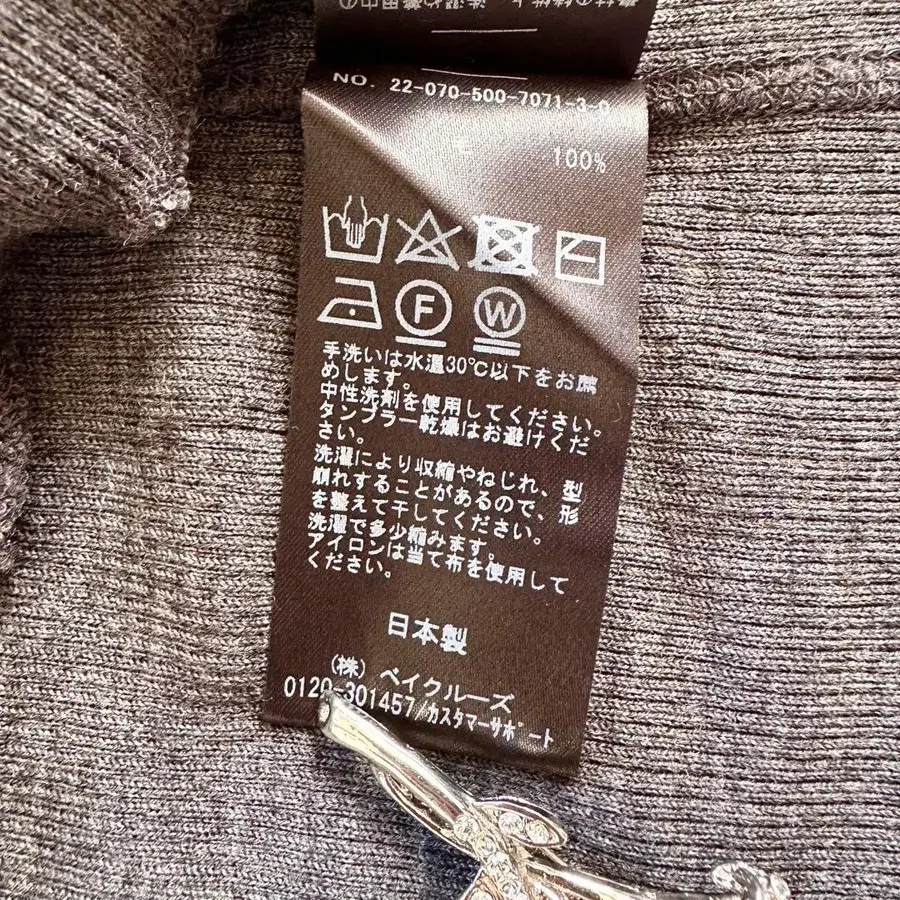 NO. 22-070-500-7071-3-0
100%
F W
手洗いは水温30℃以下をお薦
めします。
中性洗剤を使用してください。
タンブラー乾燥はお避けくだ
さい。
洗濯により収縮やねじれ、型
崩れすることがあるので、形
を整えて干してください。
洗濯で多少縮みます。
アイロンは当て布を使用して
ください。
日本製
(株) ベイクルーズ
0120-301457/カスタマーサポート